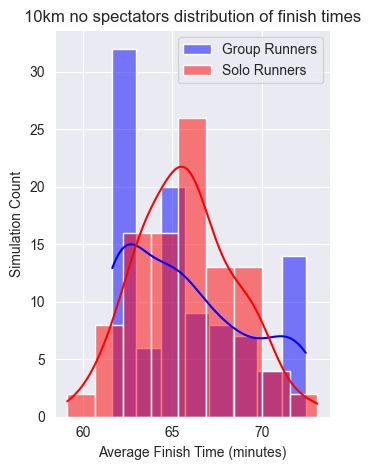 10km no spectators distribution of finish times
Group Runners
Solo Runners
30
25
20
15
10
5
0
60
65
70
Simulation Count
Average Finish Time (minutes)